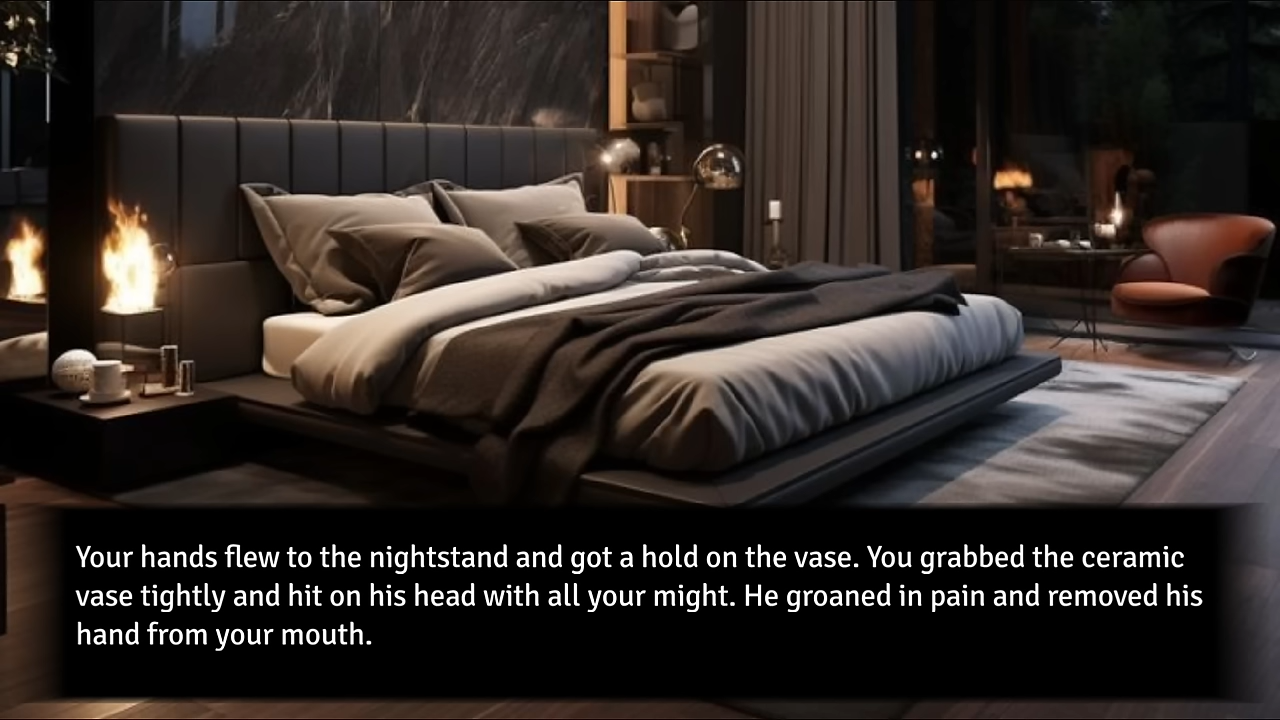 Your hands flew to the nightstand and got a hold on the vase. You grabbed the ceramic
vase tightly and hit on his head with all your might. He groaned in pain and removed his
hand from your mouth.